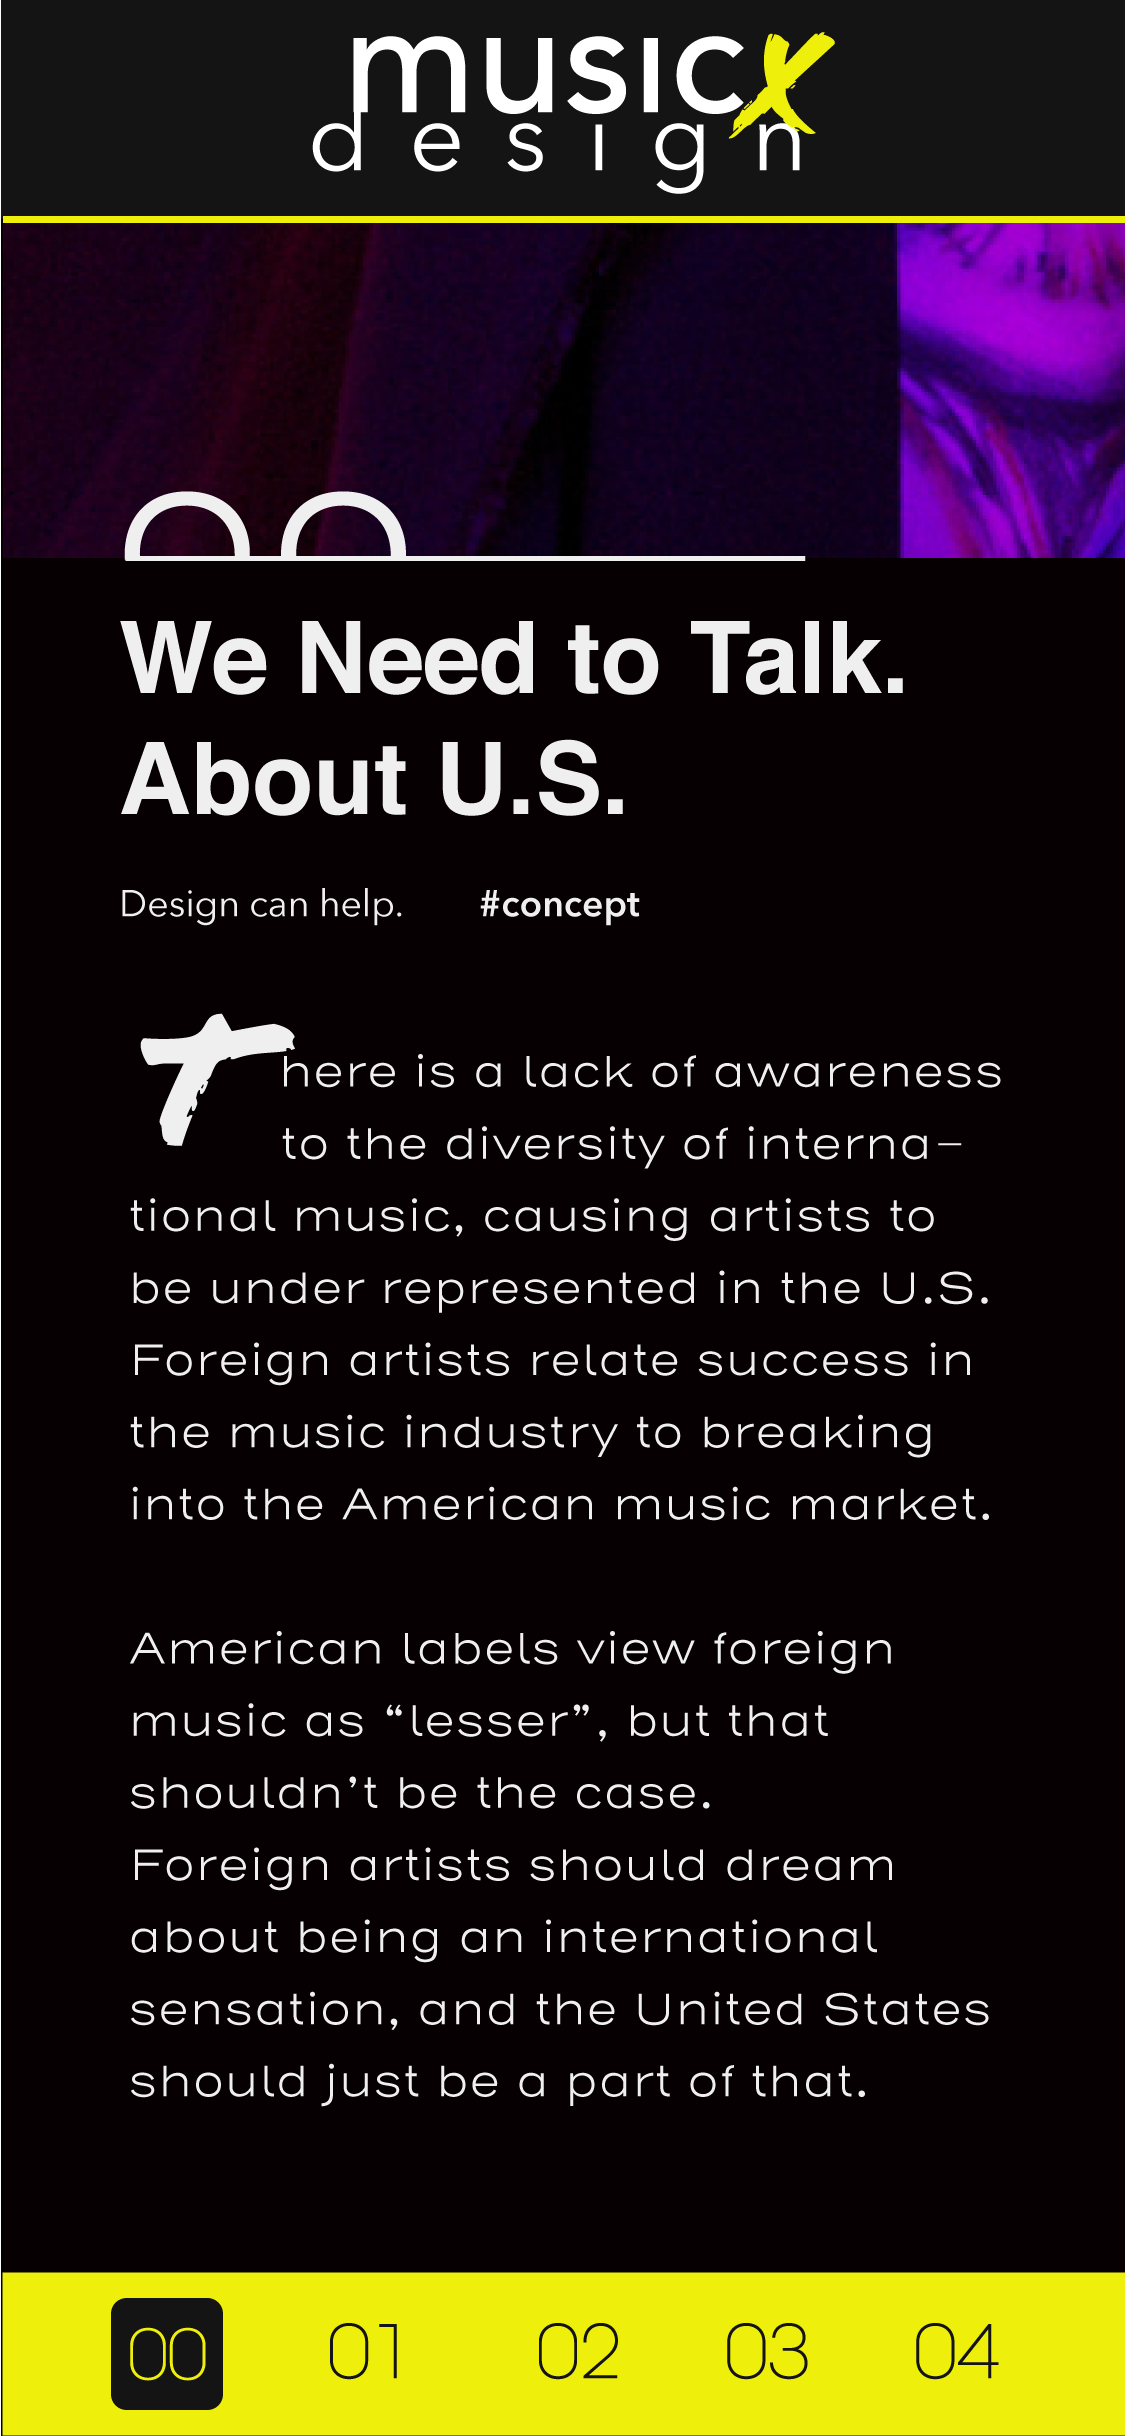 musicx
design
00
We Need to Talk.
About U.S.
Design can help. #concept
There is a lack of awareness
to the diversity of interna-
tional music, causing artists to
be under represented in the U.S.
Foreign artists relate success in
the music industry to breaking
into the American music market.
American labels view foreign
music as “lesser”, but that
shouldn’t be the case.
Foreign artists should dream
about being an international
sensation, and the United States
should just be a part of that.
00 01 02 03 04